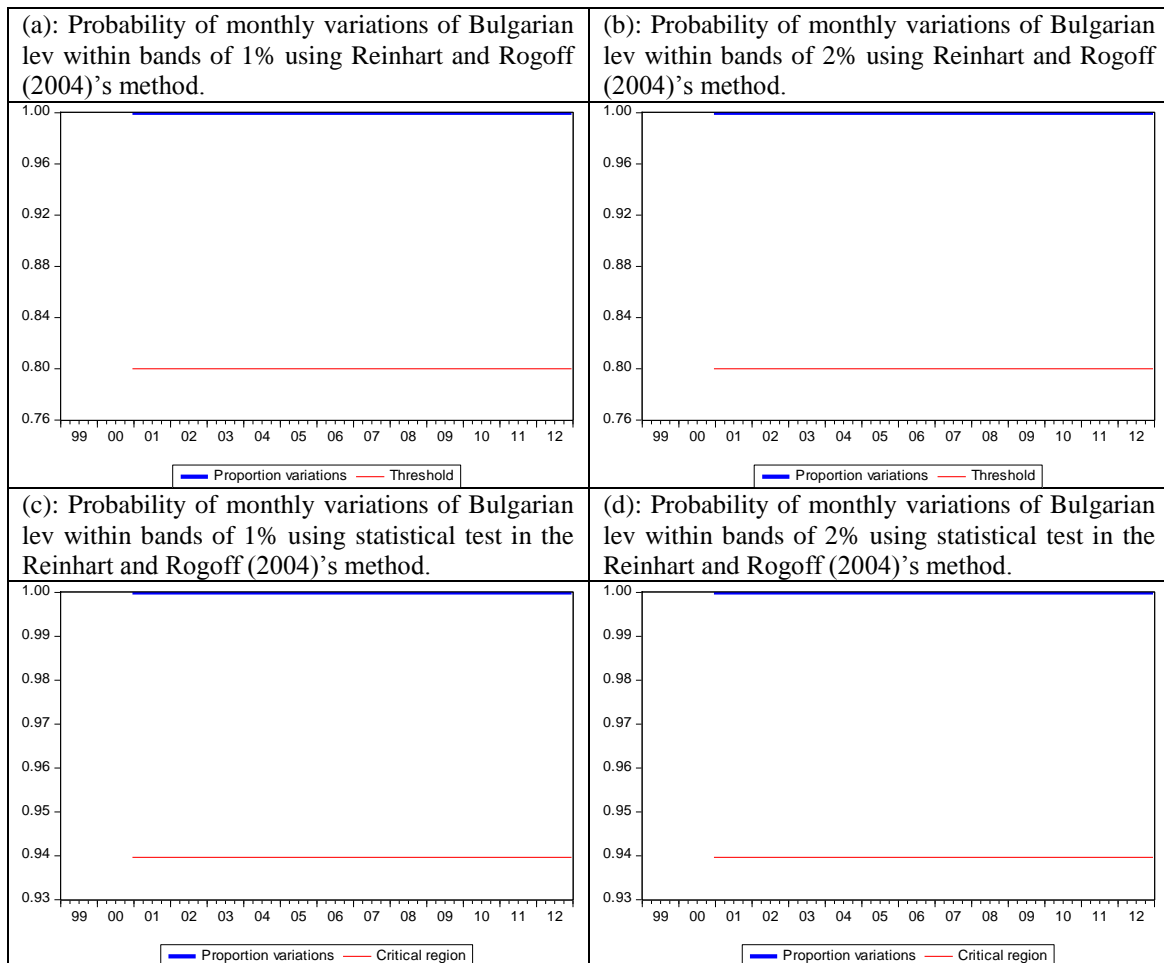 (a): Probability of monthly variations of Bulgarian
lev within bands of 1% using Reinhart and Rogoff
(2004)'s method.
(b): Probability of monthly variations of Bulgarian
lev within bands of 2% using Reinhart and Rogoff
(2004)'s method.
1.00
0.96
0.92
0.88
0.84
0.80
0.76
99 00 01 02 03 04 05 06 07 08 09 10 11 12
Proportion variations Threshold
1.00
0.96
0.92
0.88
0.84
0.80
0.76
99 00 01 02 03 04 05 06 07 08 09 10 11 12
Proportion variations Threshold
(c): Probability of monthly variations of Bulgarian
lev within bands of 1% using statistical test in the
Reinhart and Rogoff (2004)'s method.
(d): Probability of monthly variations of Bulgarian
lev within bands of 2% using statistical test in the
Reinhart and Rogoff (2004)'s method.
1.00
0.99
0.98
0.97
0.96
0.95
0.94
0.93
99 00 01 02 03 04 05 06 07 08 09 10 11 12
Proportion variations Critical region
1.00
0.99
0.98
0.97
0.96
0.95
0.94
0.93
99 00 01 02 03 04 05 06 07 08 09 10 11 12
Proportion variations Critical region